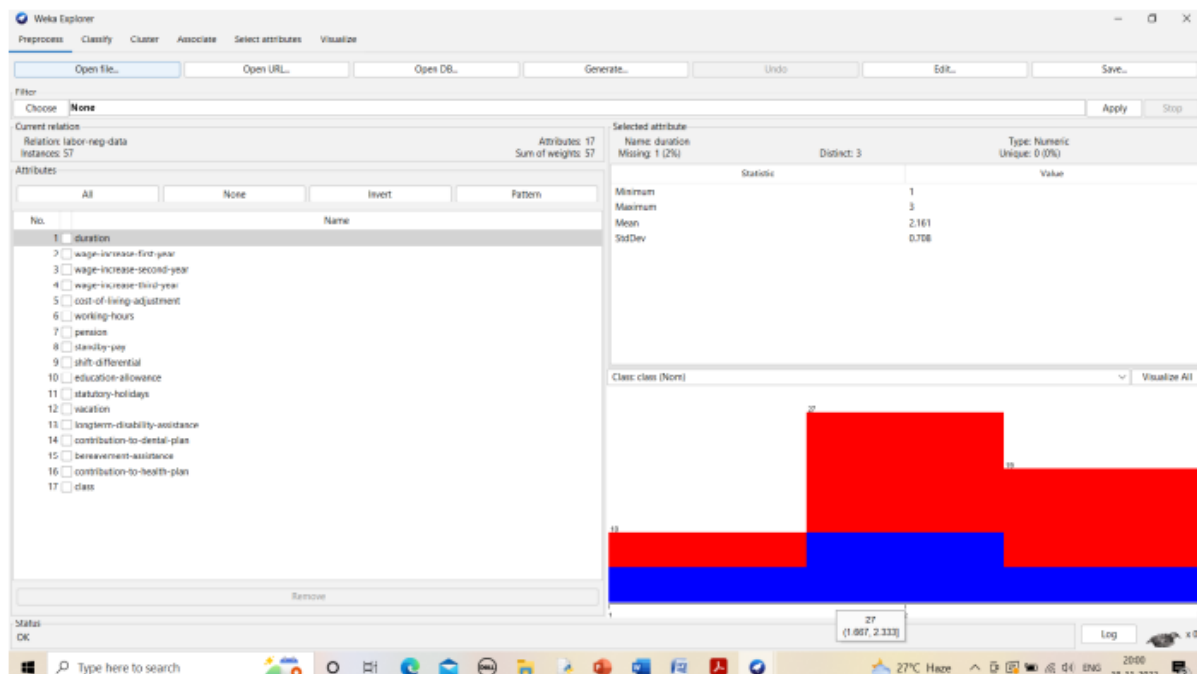 Weka Explorer
Preprocess Classify Cluster Associate Select attributes Visualize
Open file... Open URL... Open DB... Generate... Undo Edit... Save...
Filter
Choose None Apply Stop
Current relation
Relation: labor-neg-data Attributes: 17
Instances: 57 Sum of weights: 57
Selected attribute
Name: duration Type: Numeric
Missing: 1 (2%) Distinct: 3 Unique: 0 (0%)
Statistic Value
Minimum 1
Maximum 3
Mean 2.161
StdDev 0.708
Attributes
All None Invert Pattern
No. Name
1 duration
2 wage-increase-first-year
3 wage-increase-second-year
4 wage-increase-third-year
5 cost-of-living-adjustment
6 working-hours
7 pension
8 standby-pay
9 shift-differential
10 education-allowance
11 statutory-holidays
12 vacation
13 longterm-disability-assistance
14 contribution-to-dental-plan
15 bereavement-assistance
16 contribution-to-health-plan
17 class
Remove
Class: class (Nom) Visualize All
27
19
10
1
27
(1.667, 2.333]
Status
OK
Log x 0
Type here to search
DELL
27°C Haze
ENG
20:00